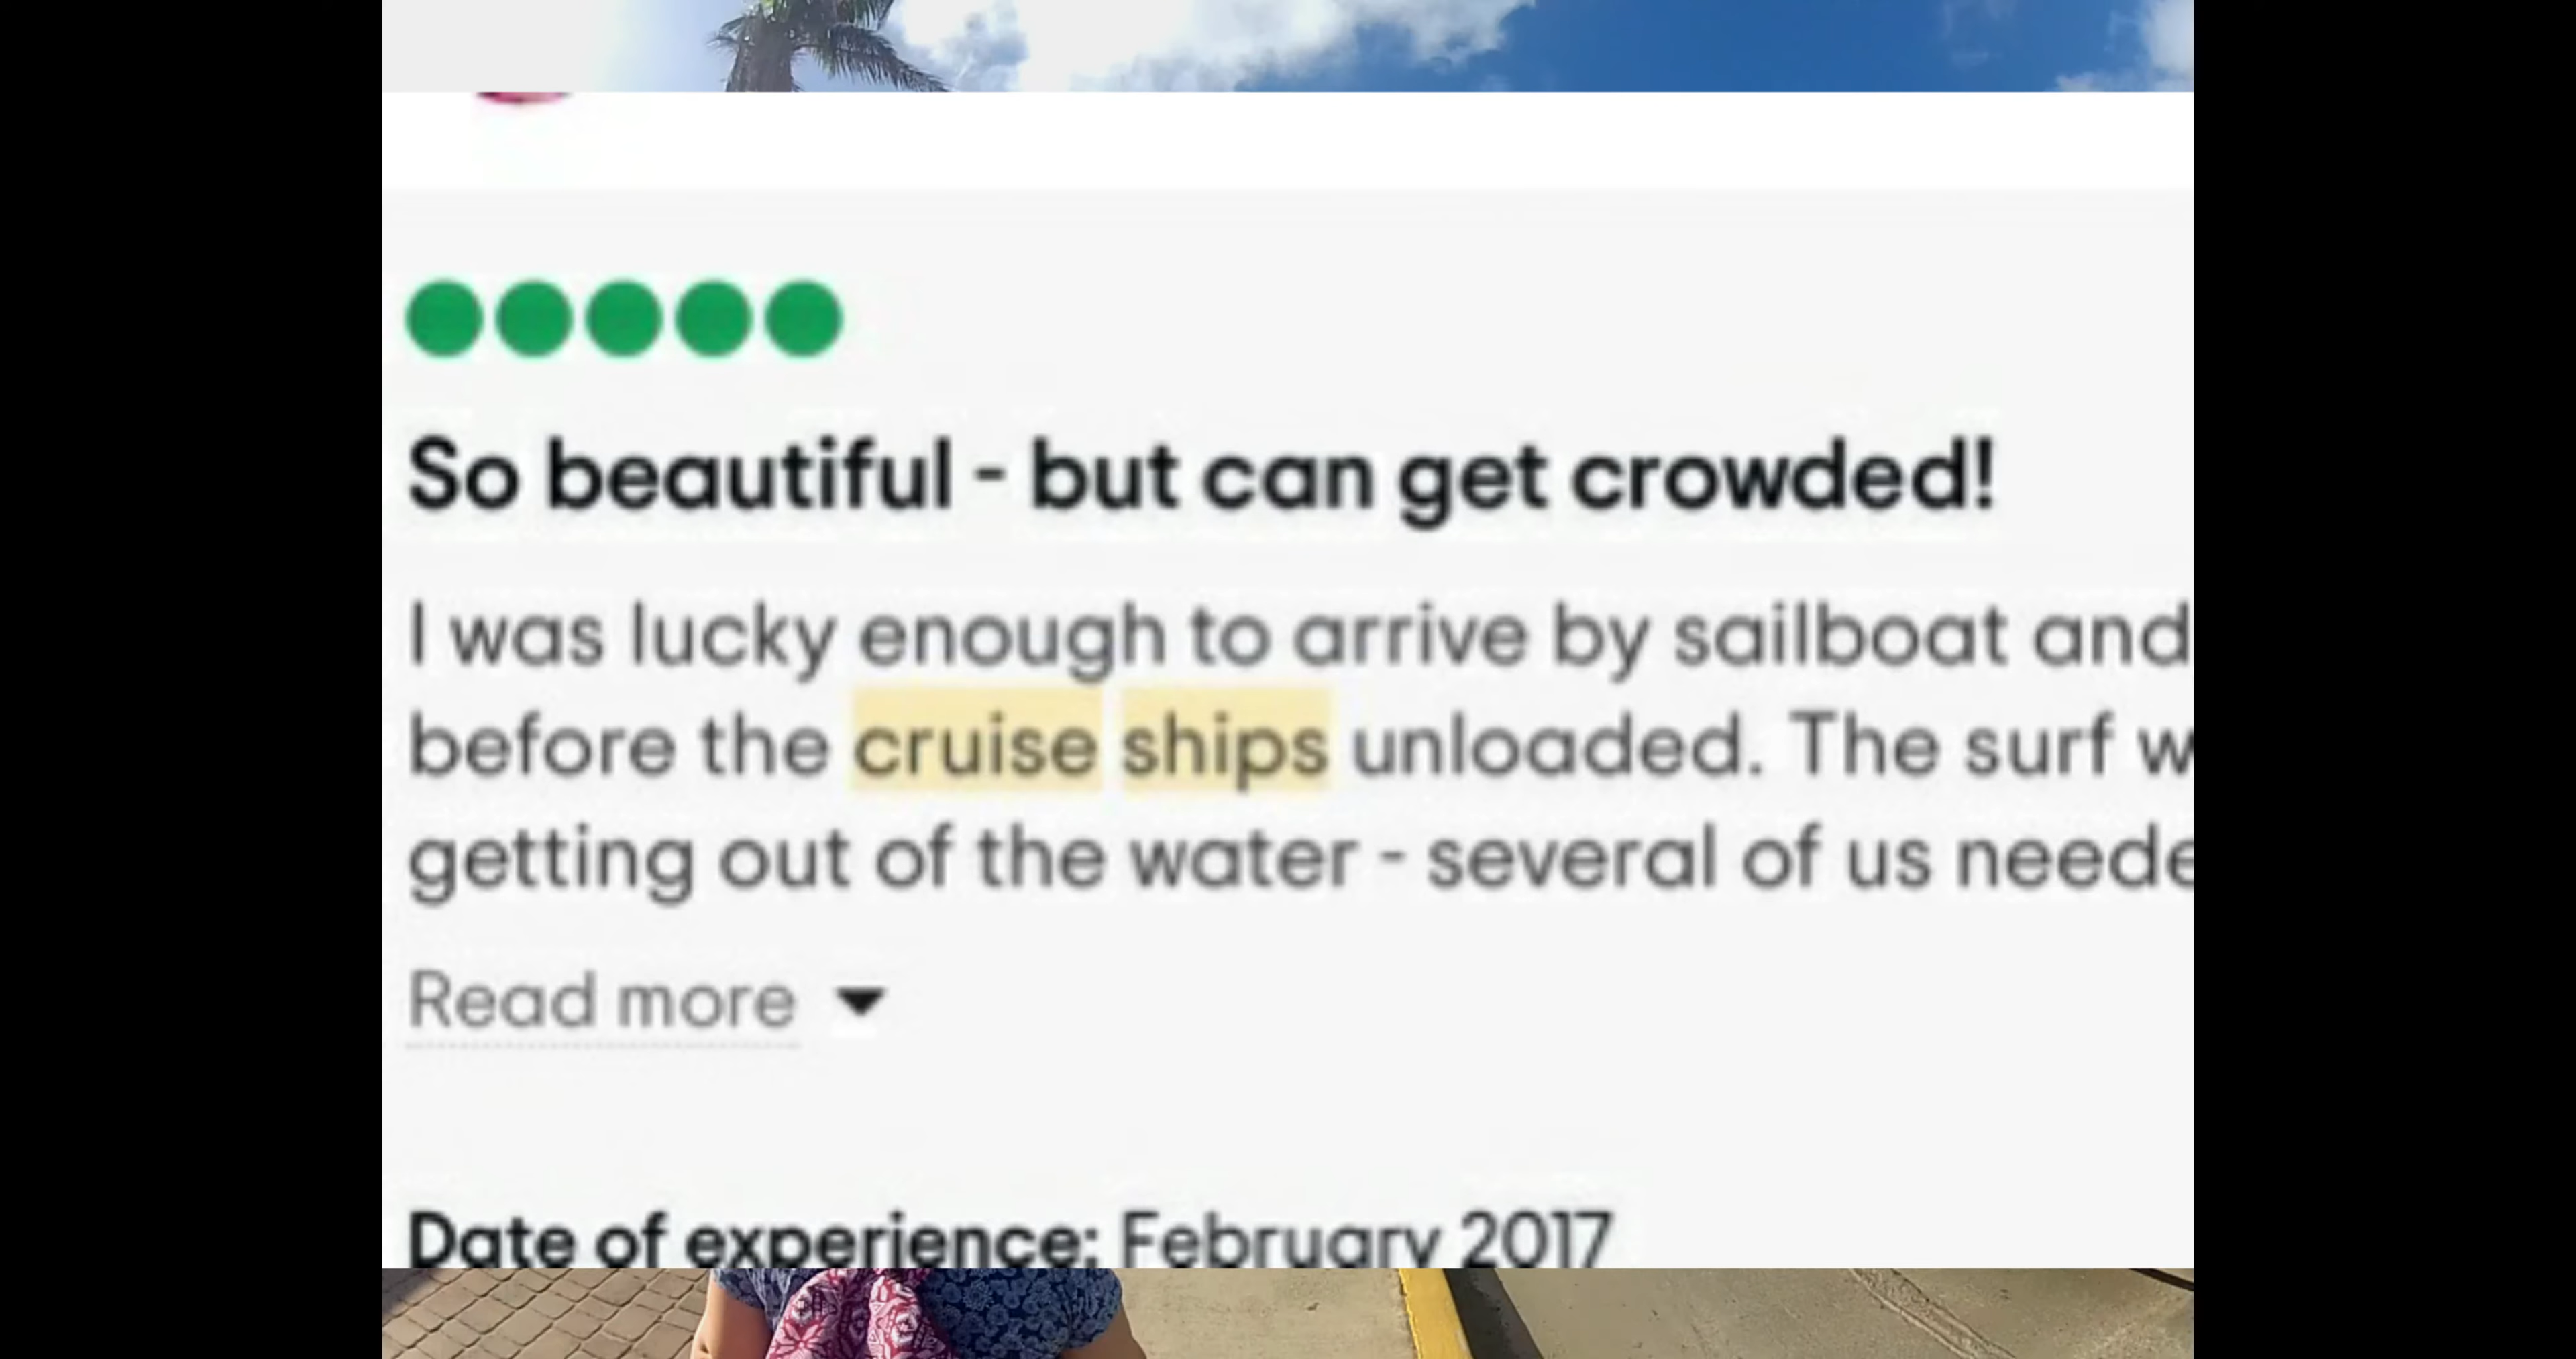 So beautiful - but can get crowded!
I was lucky enough to arrive by sailboat and
before the cruise ships unloaded. The surf
getting out of the water - several of us
Read more
Date of experience: February 2017